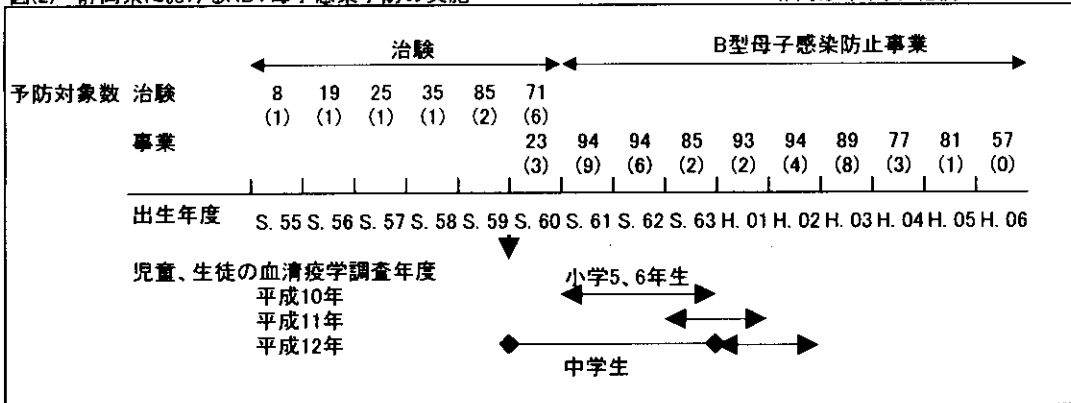 治験 B型母子感染防止事業
予防対象数 治験 8 19 25 35 85 71
(1) (1) (1) (1) (2) (6)
事業 23 94 94 85 93 94 89 77 81 57
(3) (9) (6) (2) (2) (4) (8) (3) (1) (0)
出生年度 S. 55 S. 56 S. 57 S. 58 S. 59 S. 60 S. 61 S. 62 S. 63 H. 01 H. 02 H. 03 H. 04 H. 05 H. 06
児童、生徒の血清疫学調査年度 小学5、6年生
平成10年
平成11年
平成12年
中学生